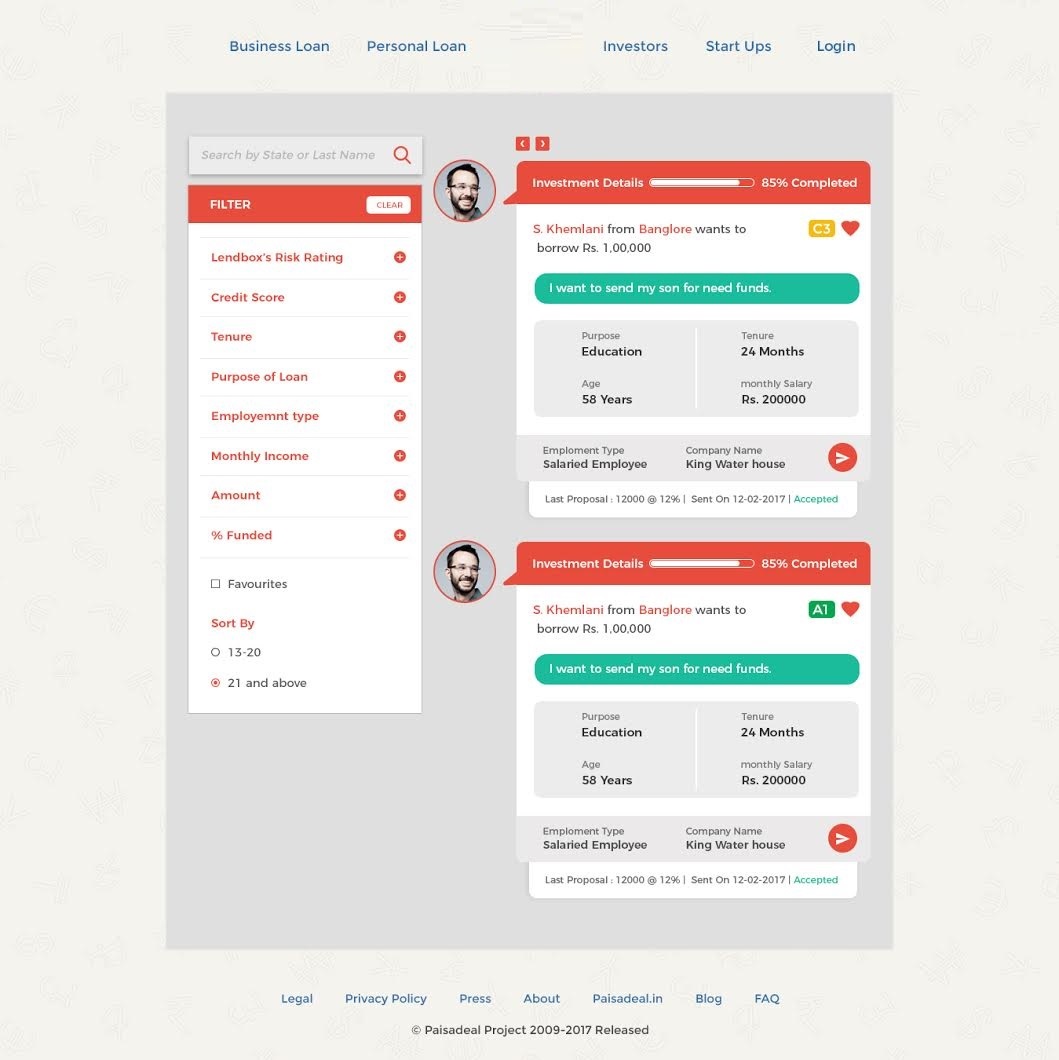 Business Loan
Personal Loan
Investors
Start Ups
Login
Search by State or Last Name
FILTER
CLEAR
Lendbox's Risk Rating
Credit Score
Tenure
Purpose of Loan
Employemnt type
Monthly Income
Amount
% Funded
Favourites
Sort By
13-20
21 and above
Investment Details 85% Completed
S. Khemlani from Banglore wants to
borrow Rs. 1,00,000
C3
I want to send my son for need funds.
Purpose
Education
Tenure
24 Months
Age
58 Years
monthly Salary
Rs. 200000
Emploment Type
Salaried Employee
Company Name
King Water house
Last Proposal : 12000 @ 12% | Sent On 12-02-2017 | Accepted
Investment Details 85% Completed
S. Khemlani from Banglore wants to
borrow Rs. 1,00,000
A1
I want to send my son for need funds.
Purpose
Education
Tenure
24 Months
Age
58 Years
monthly Salary
Rs. 200000
Emploment Type
Salaried Employee
Company Name
King Water house
Last Proposal : 12000 @ 12% | Sent On 12-02-2017 | Accepted
Legal
Privacy Policy
Press
About
Paisadeal.in
Blog
FAQ
© Paisadeal Project 2009-2017 Released